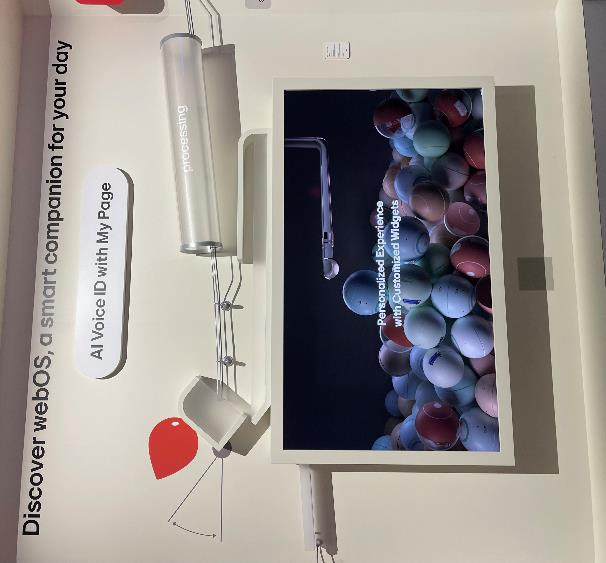 Discover webOS, a smart companion for your day
AI Voice ID with My Page
processing
Personalized Experience
with Customized Widgets